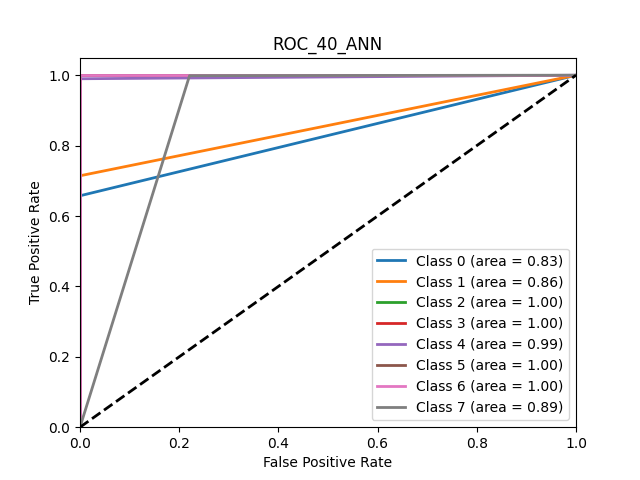 ROC_40_ANN
True Positive Rate
1.0
0.8
0.6
0.4
0.2
0.0
Class 0 (area = 0.83)
Class 1 (area = 0.86)
Class 2 (area = 1.00)
Class 3 (area = 1.00)
Class 4 (area = 0.99)
Class 5 (area = 1.00)
Class 6 (area = 1.00)
Class 7 (area = 0.89)
0.0 0.2 0.4 0.6 0.8 1.0
False Positive Rate